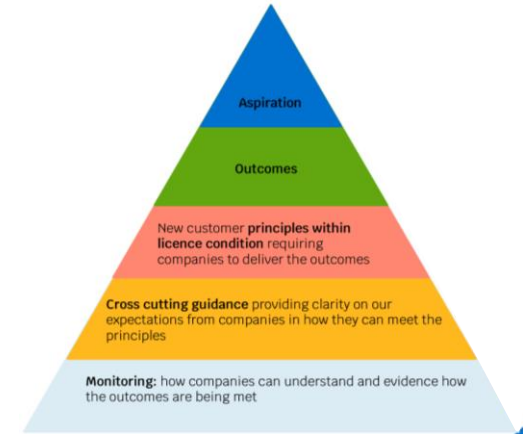 Aspiration
Outcomes
New customer principles within
licence condition requiring
companies to deliver the outcomes
Cross cutting guidance providing clarity on our
expectations from companies in how they can meet the
principles
Monitoring: how companies can understand and evidence how
the outcomes are being met